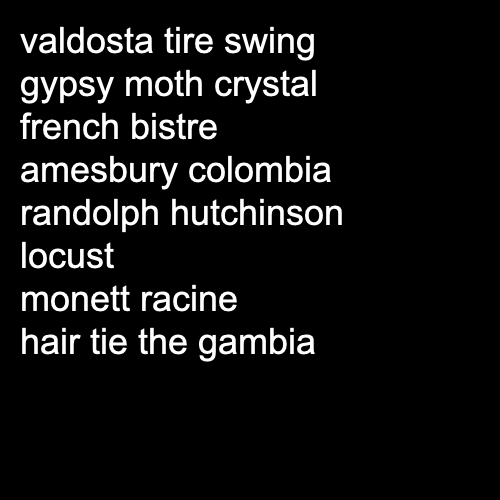 valdosta tire swing
gypsy moth crystal
french bistre
amesbury colombia
randolph hutchinson
locust
monett racine
hair tie the gambia